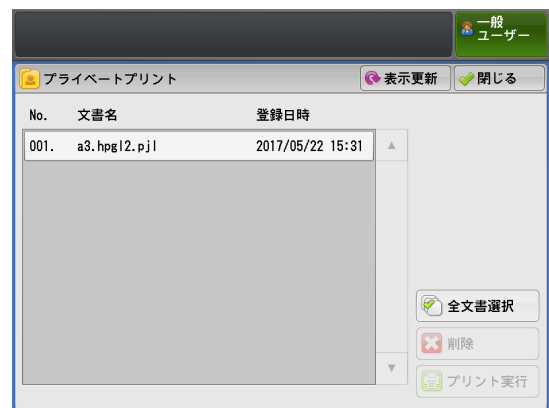 一般
ユーザー
プライベートプリント
表示更新
閉じる
No. 文書名 登録日時
001. a3.hpgl2.pjl 2017/05/22 15:31
全文書選択
削除
プリント実行